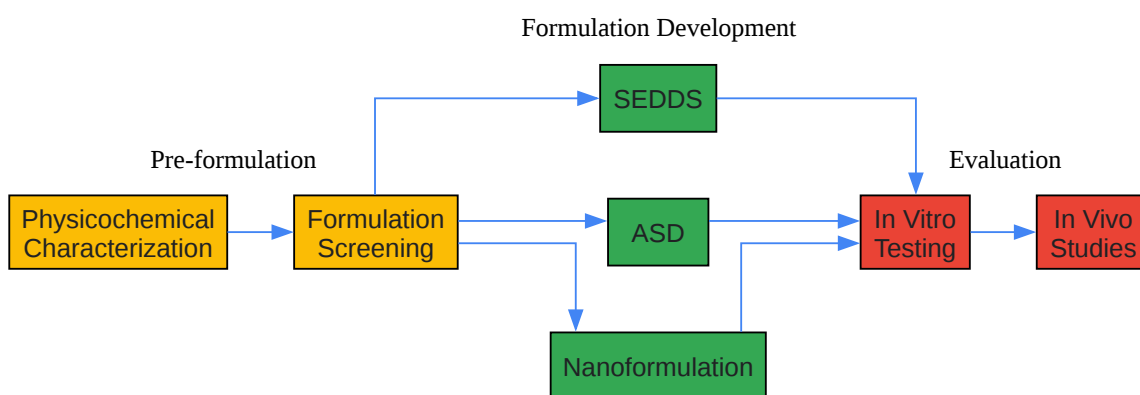 Formulation Development
SEDDS
Pre-formulation
Evaluation
Physicochemical
Characterization
Formulation
Screening
ASD
In Vitro
Testing
In Vivo
Studies
Nanoformulation